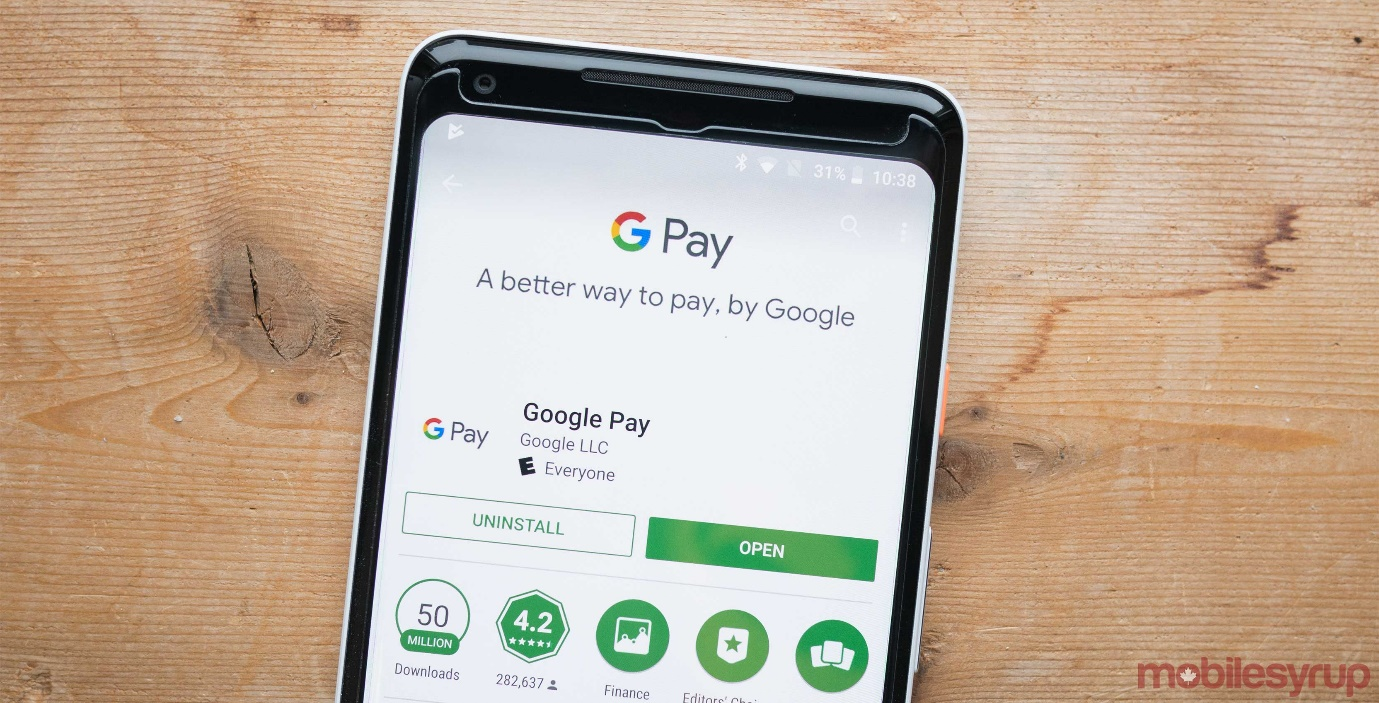 31% 10:38
G Pay
A better way to pay, by Google
Google Pay
G Pay
Google LLC
E Everyone
UNINSTALL
OPEN
50
MILLION
Downloads
4.2
282,637
Finance
Editors'
mobilesyrup